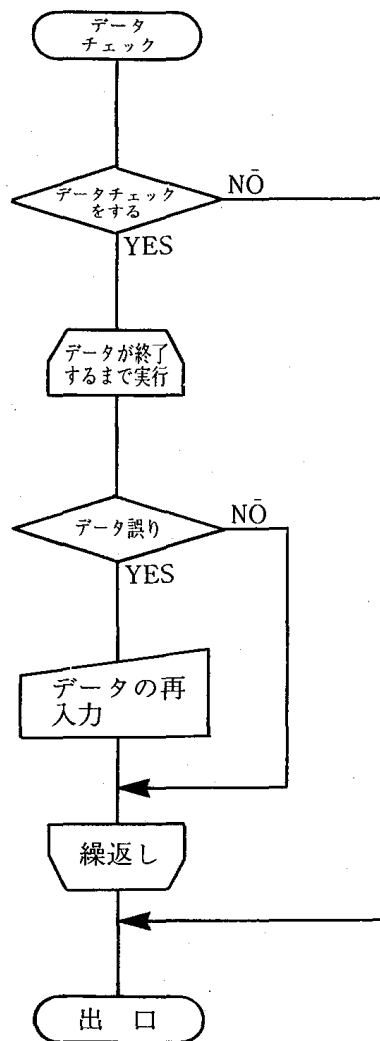 データ
チェック
データチェック
をする
NO
YES
データが終了
するまで実行
データ誤り
NO
YES
データの再
入力
繰返し
出 口